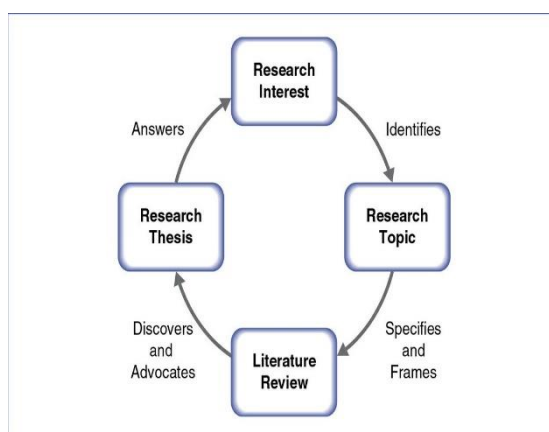 Research
Interest
Answers
Identifies
Research
Thesis
Research
Topic
Discovers
and
Advocates
Specifies
and
Frames
Literature
Review